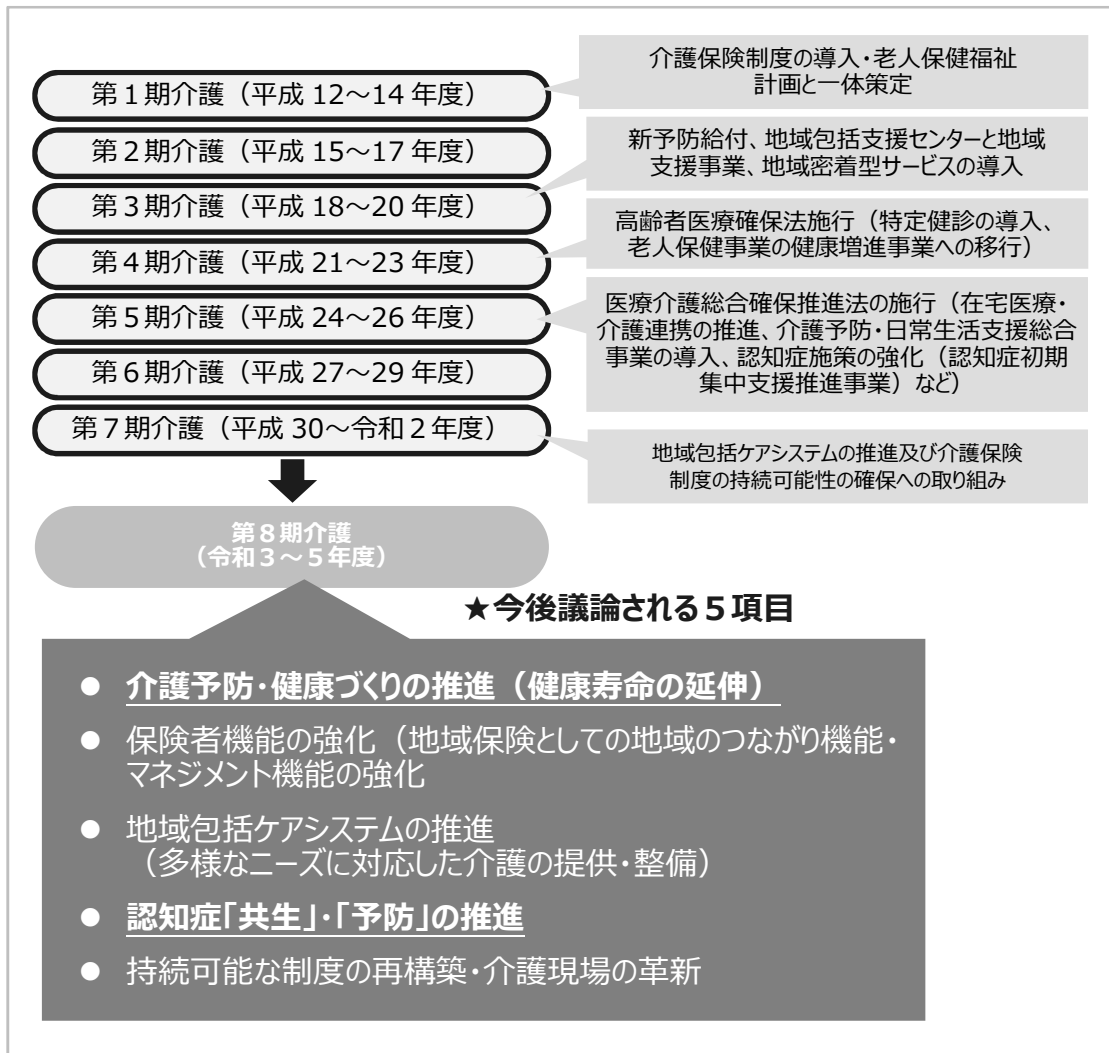 介護保険制度の導入・老人保健福祉
計画と一体策定
第１期介護（平成 12～14 年度）
第２期介護（平成 15～17 年度）
新予防給付、地域包括支援センターと地域
支援事業、地域密着型サービスの導入
第３期介護（平成 18～20 年度）
高齢者医療確保法施行（特定健診の導入、
老人保健事業の健康増進事業への移行）
第４期介護（平成 21～23 年度）
第５期介護（平成 24～26 年度）
医療介護総合確保推進法の施行（在宅医療・
介護連携の推進、介護予防・日常生活支援総合
事業の導入、認知症施策の強化（認知症初期
集中支援推進事業）など）
第６期介護（平成 27～29 年度）
第７期介護（平成 30～令和２年度）
地域包括ケアシステムの推進及び介護保険
制度の持続可能性の確保への取り組み
第８期介護
（令和３～５年度）
★今後議論される５項目
● 介護予防・健康づくりの推進（健康寿命の延伸）
● 保険者機能の強化（地域保険としての地域のつながり機能・
マネジメント機能の強化
● 地域包括ケアシステムの推進
（多様なニーズに対応した介護の提供・整備）
● 認知症「共生」・「予防」の推進
● 持続可能な制度の再構築・介護現場の革新